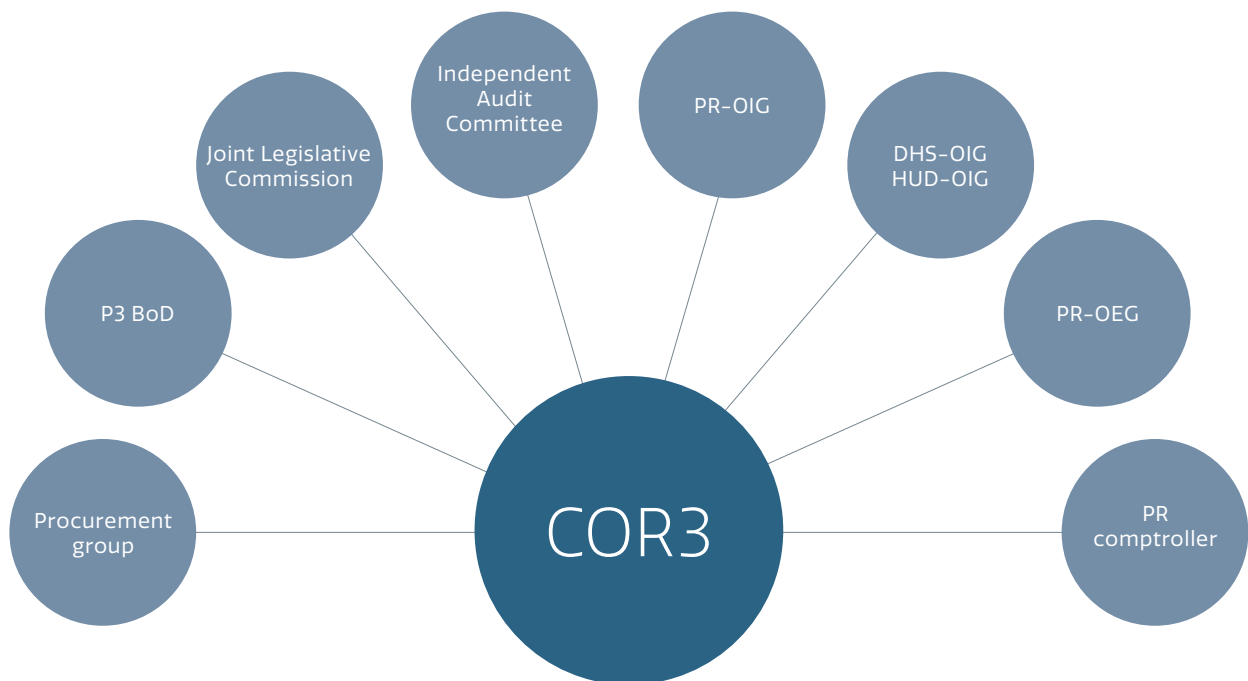 Independent
Audit
Committee
PR-OIG
Joint Legislative
Commission
DHS-OIG
HUD-OIG
P3 BoD
PR-OEG
Procurement
group
COR3
PR
comptroller